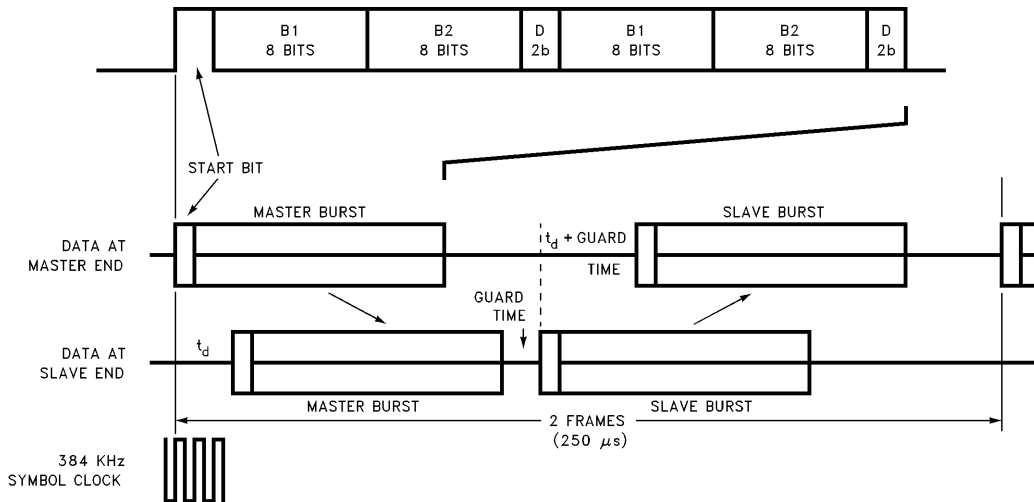 B1
8 BITS
B2
8 BITS
D
2b
B1
8 BITS
B2
8 BITS
D
2b
START BIT
MASTER BURST
SLAVE BURST
DATA AT
MASTER END
td + GUARD
TIME
GUARD
TIME
td
DATA AT
SLAVE END
MASTER BURST
SLAVE BURST
2 FRAMES
(250 μs)
384 KHz
SYMBOL CLOCK